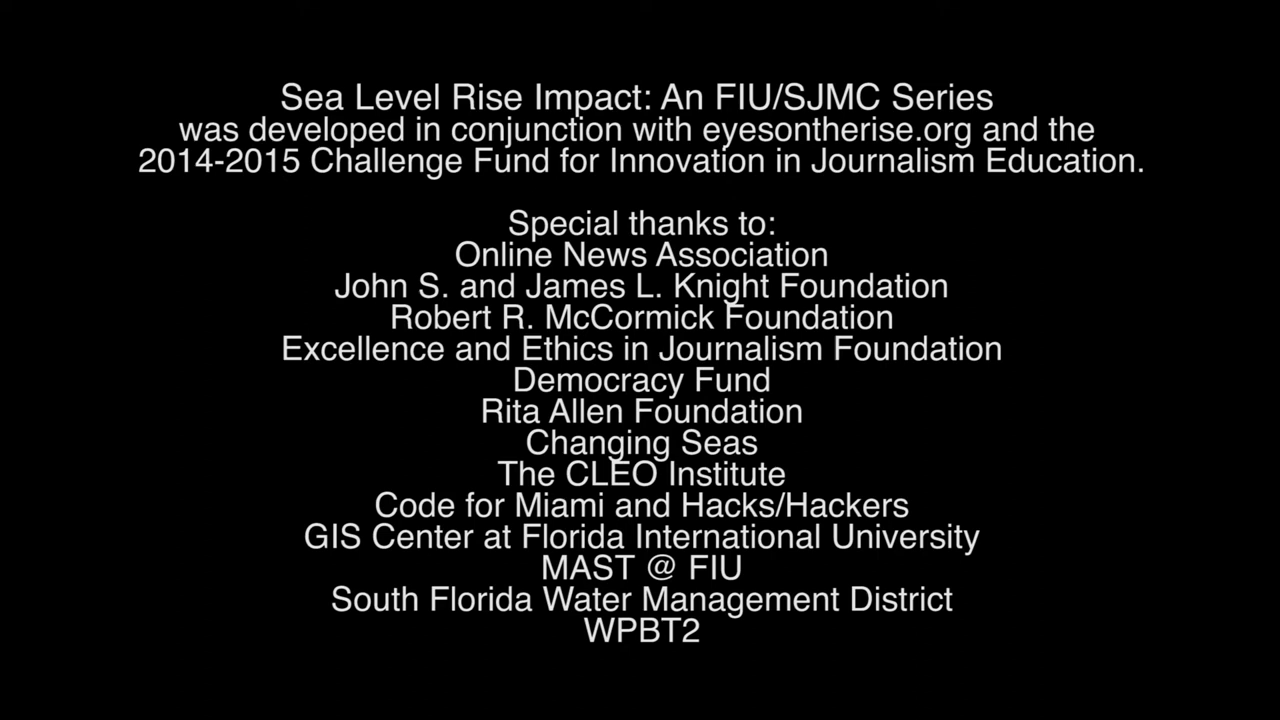 Sea Level Rise Impact: An FIU/SJMC Series
was developed in conjunction with eyesontherise.org and the
2014-2015 Challenge Fund for Innovation in Journalism Education.
Special thanks to:
Online News Association
John S. and James L. Knight Foundation
Robert R. McCormick Foundation
Excellence and Ethics in Journalism Foundation
Democracy Fund
Rita Allen Foundation
Changing Seas
The CLEO Institute
Code for Miami and Hacks/Hackers
GIS Center at Florida International University
MAST @ FIU
South Florida Water Management District
WPBT2